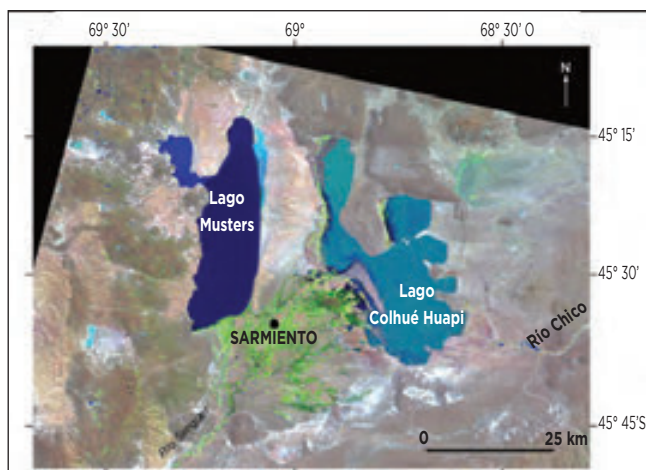 69° 30'
69°
68° 30' O
N
45° 15'
Lago
Musters
45° 30'
Lago
Colhué Huapi
SARMIENTO
Río Chico
45° 45'S
0
25 km